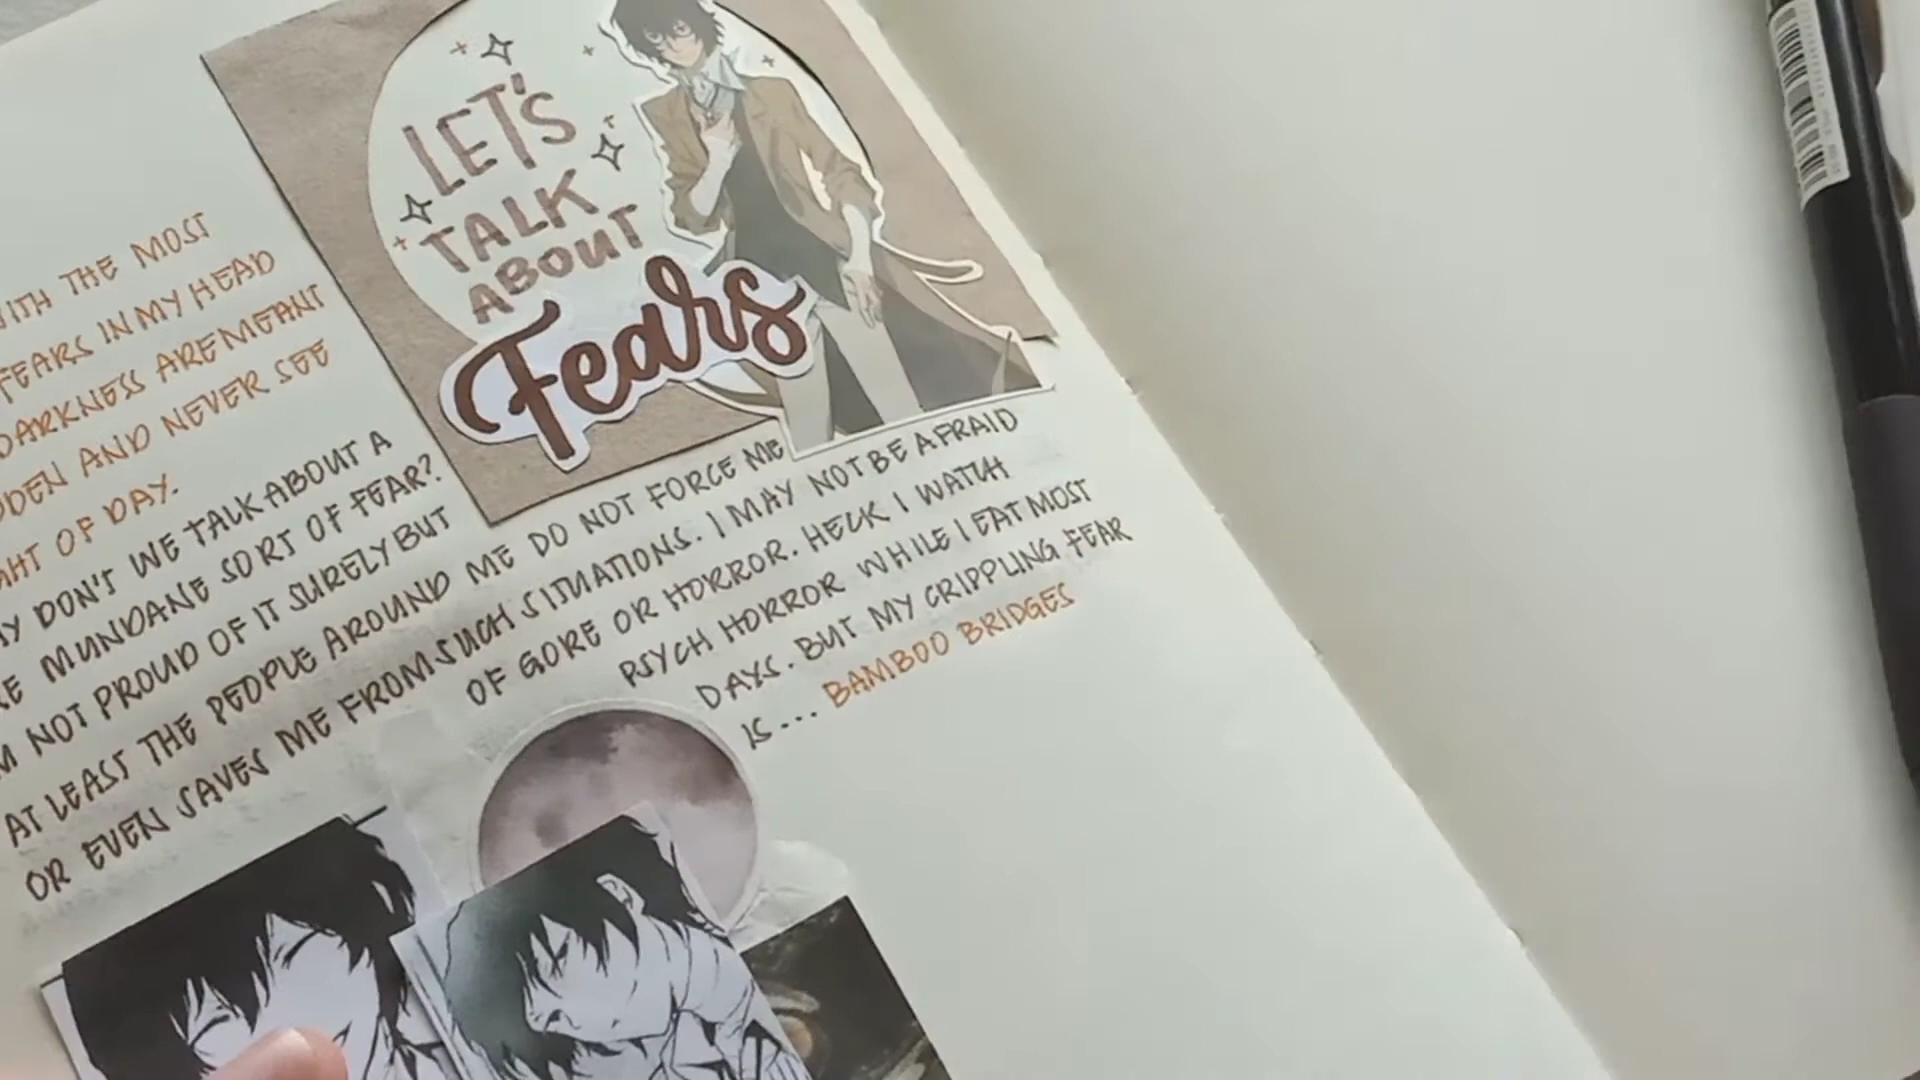 LET'S
TALK
ABOUT
Fears
WITH THE MOST
FEARS IN MY HEAD
DARKNESS ARE MEANT
AND NEVER SEE
OF DAY.
DON'T WE TALK ABOUT A
MUNDANE SORT OF FEAR?
NOT PROUD OF IT SURELY BUT
AT LEAST THE PEOPLE AROUND ME DO NOT FORCE ME
OR EVEN SAVES ME FROM SUCH SITUATIONS. I MAY NOT BE AFRAID
OF GORE OR HORROR. HECK I WATCH
PSYCH HORROR WHILE I EAT MOST
DAYS. BUT MY CRIPPLING FEAR
IS... BAMBOO BRIDGES